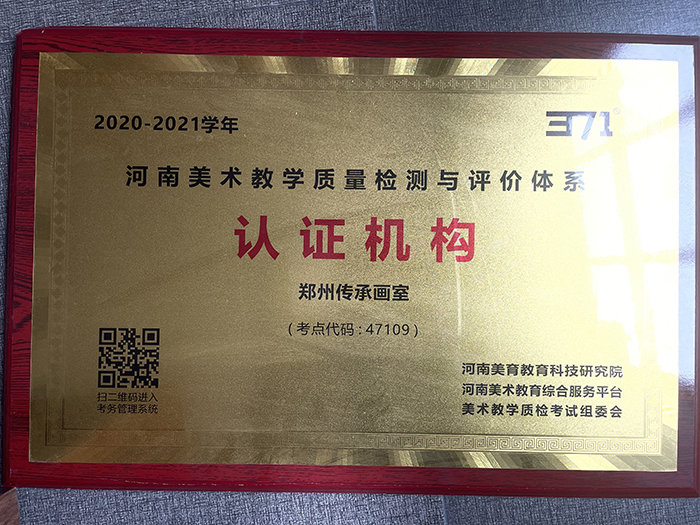 2020-2021学年
371
河南美术教学质量检测与评价体系
认证机构
郑州传承画室
(考点代码:47109)
扫二维码进入
考务管理系统
河南美育教育科技研究院
河南美术教育综合服务平台
美术教学质检考试组委会